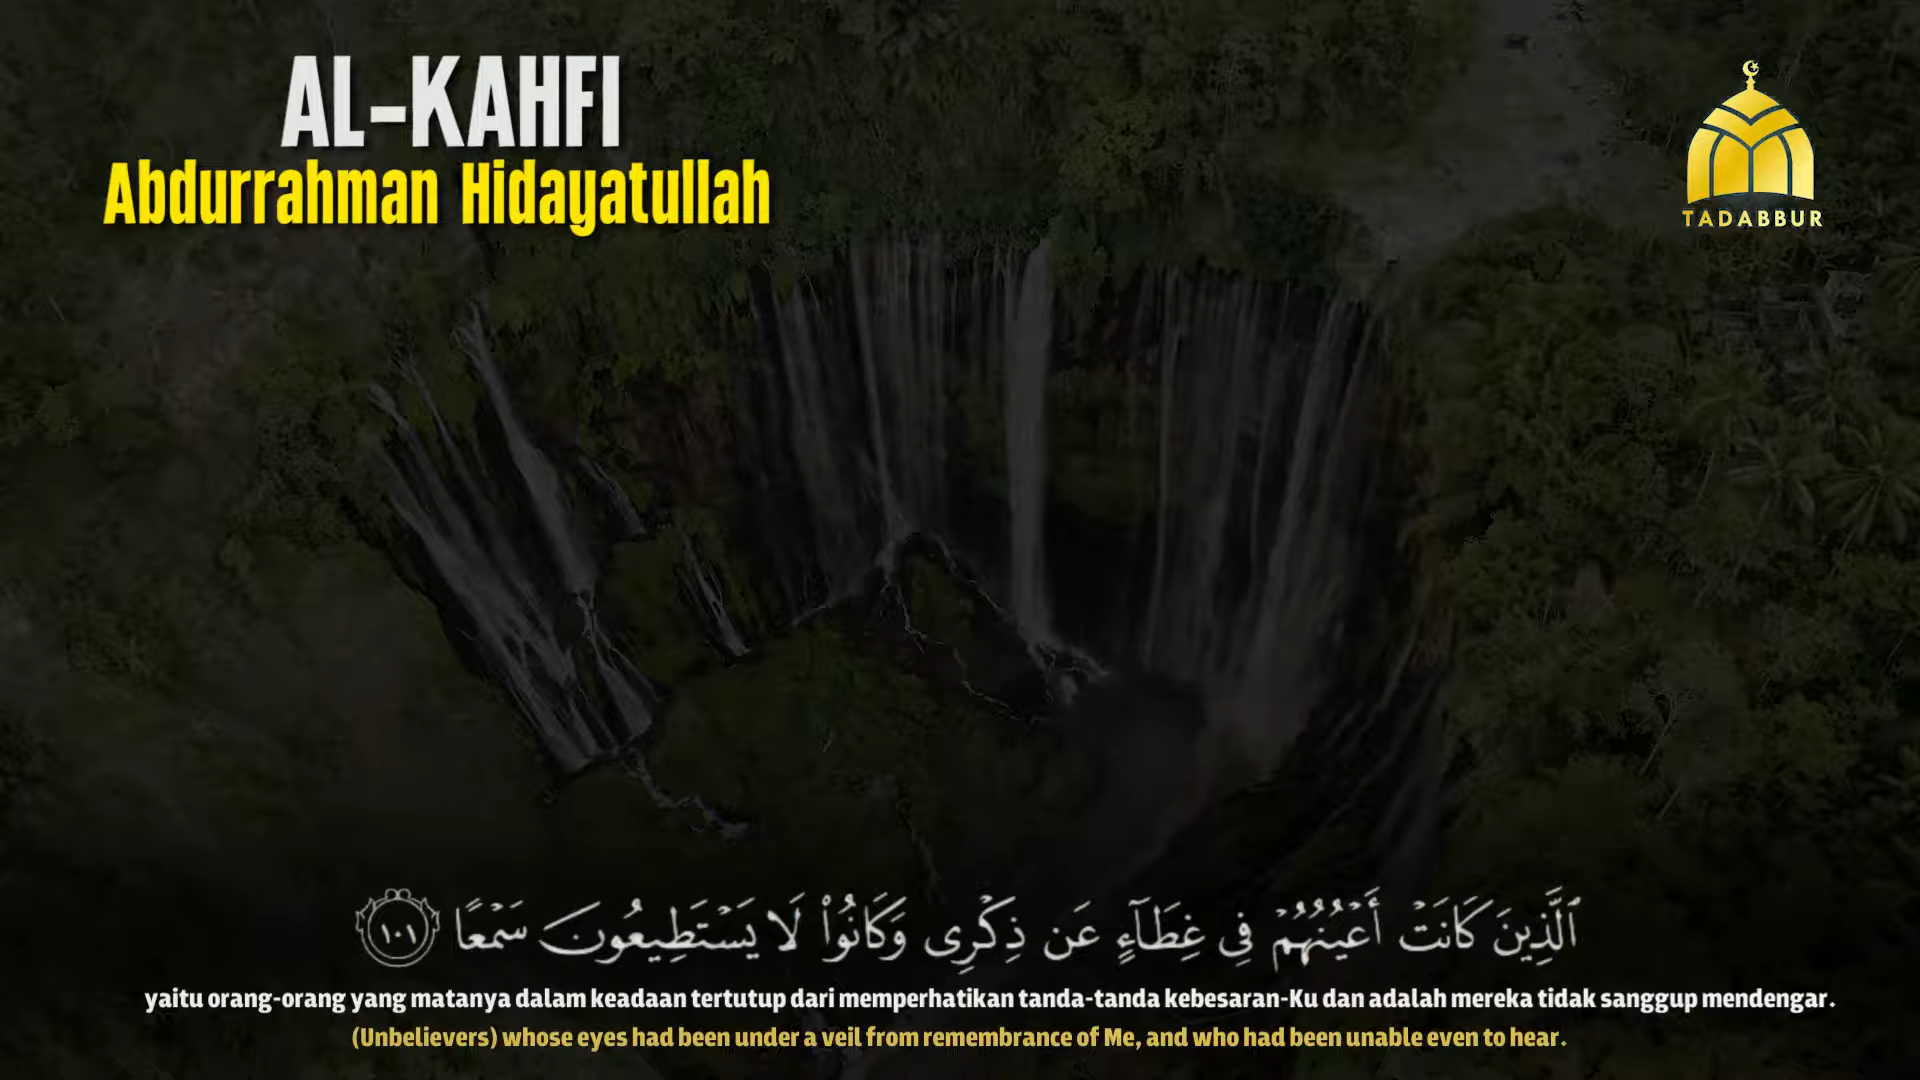 AL-KAHFI
Abdurrahman Hidayatullah
TADABBUR
ٱلَّذِينَ كَانَتْ أَعْيُنُهُمْ فِى غِطَآءٍ عَن ذِكْرِى وَكَانُوا۟ لَا يَسْتَطِيعُونَ سَمْعًا ١٠١
yaitu orang-orang yang matanya dalam keadaan tertutup dari memperhatikan tanda-tanda kebesaran-Ku dan adalah mereka tidak sanggup mendengar.
(Unbelievers) whose eyes had been under a veil from remembrance of Me, and who had been unable even to hear.